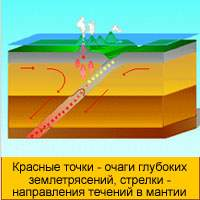 Красные точки - очаги глубоких
землетрясений, стрелки -
направления течений в мантии